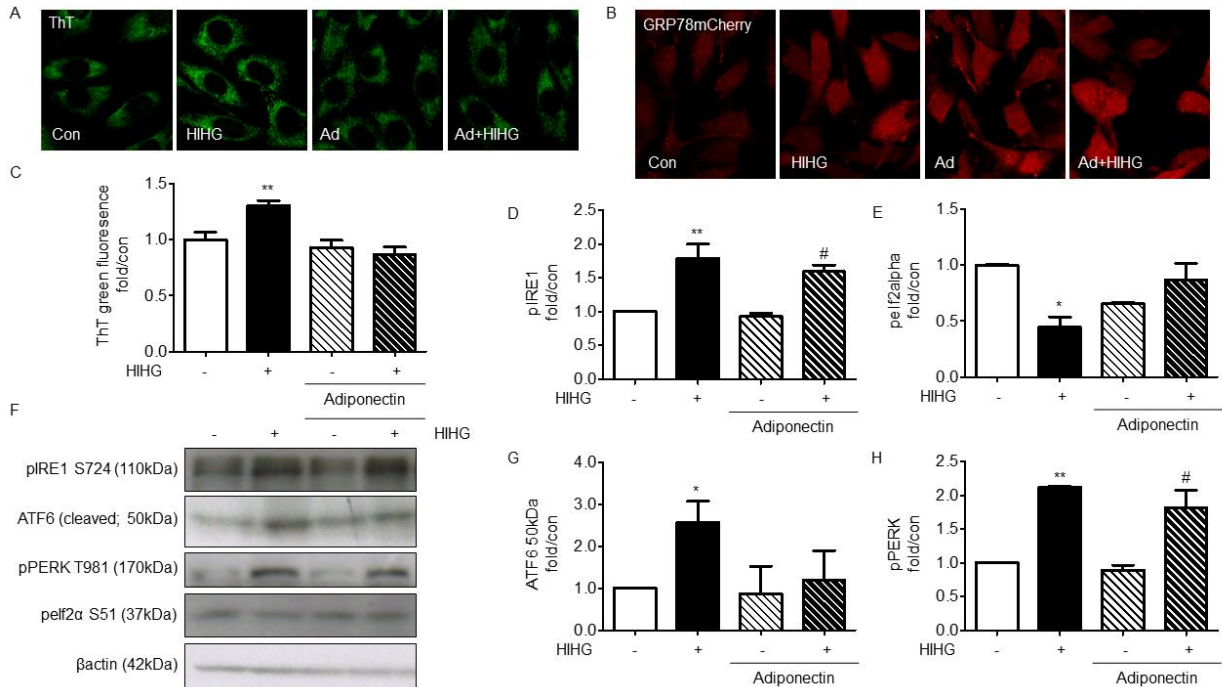 A
ThT
Con
HIHG
Ad
Ad+HIHG
B
GRP78mCherry
Con
HIHG
Ad
Ad+HIHG
C
ThT green fluoresence
fold/con
1.5
1.0
0.5
0.0
**
HIHG
- + - +
Adiponectin
D
pIRE1
fold/con
2.5
2.0
1.5
1.0
0.5
0.0
**
#
HIHG
- + - +
Adiponectin
E
peIf2alpha
fold/con
1.5
1.0
0.5
0.0
*
HIHG
- + - +
Adiponectin
F
- + - + HIHG
pIRE1 S724 (110kDa)
ATF6 (cleaved; 50kDa)
pPERK T981 (170kDa)
peIf2α S51 (37kDa)
βactin (42kDa)
G
ATF6 50kDa
fold/con
4.0
3.0
2.0
1.0
0.0
*
HIHG
- + - +
Adiponectin
H
pPERK
fold/con
2.5
2.0
1.5
1.0
0.5
0.0
**
#
HIHG
- + - +
Adiponectin